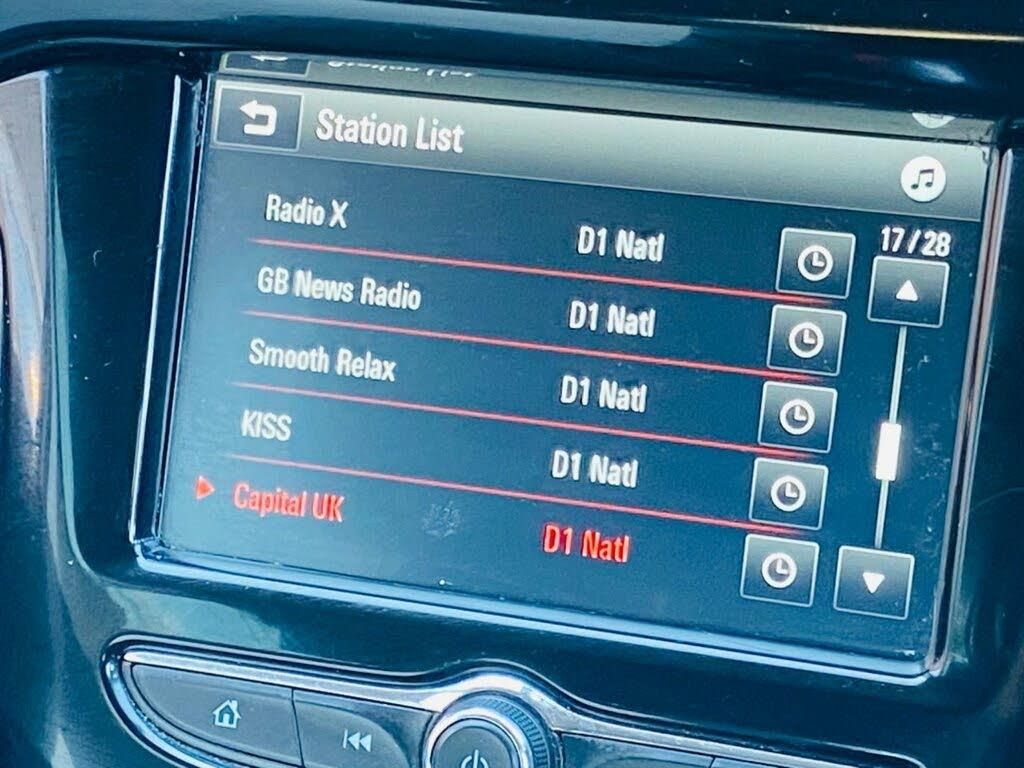 Station List
17/28
Radio X D1 Natl
GB News Radio D1 Natl
Smooth Relax D1 Natl
KISS D1 Natl
Capital UK D1 Natl